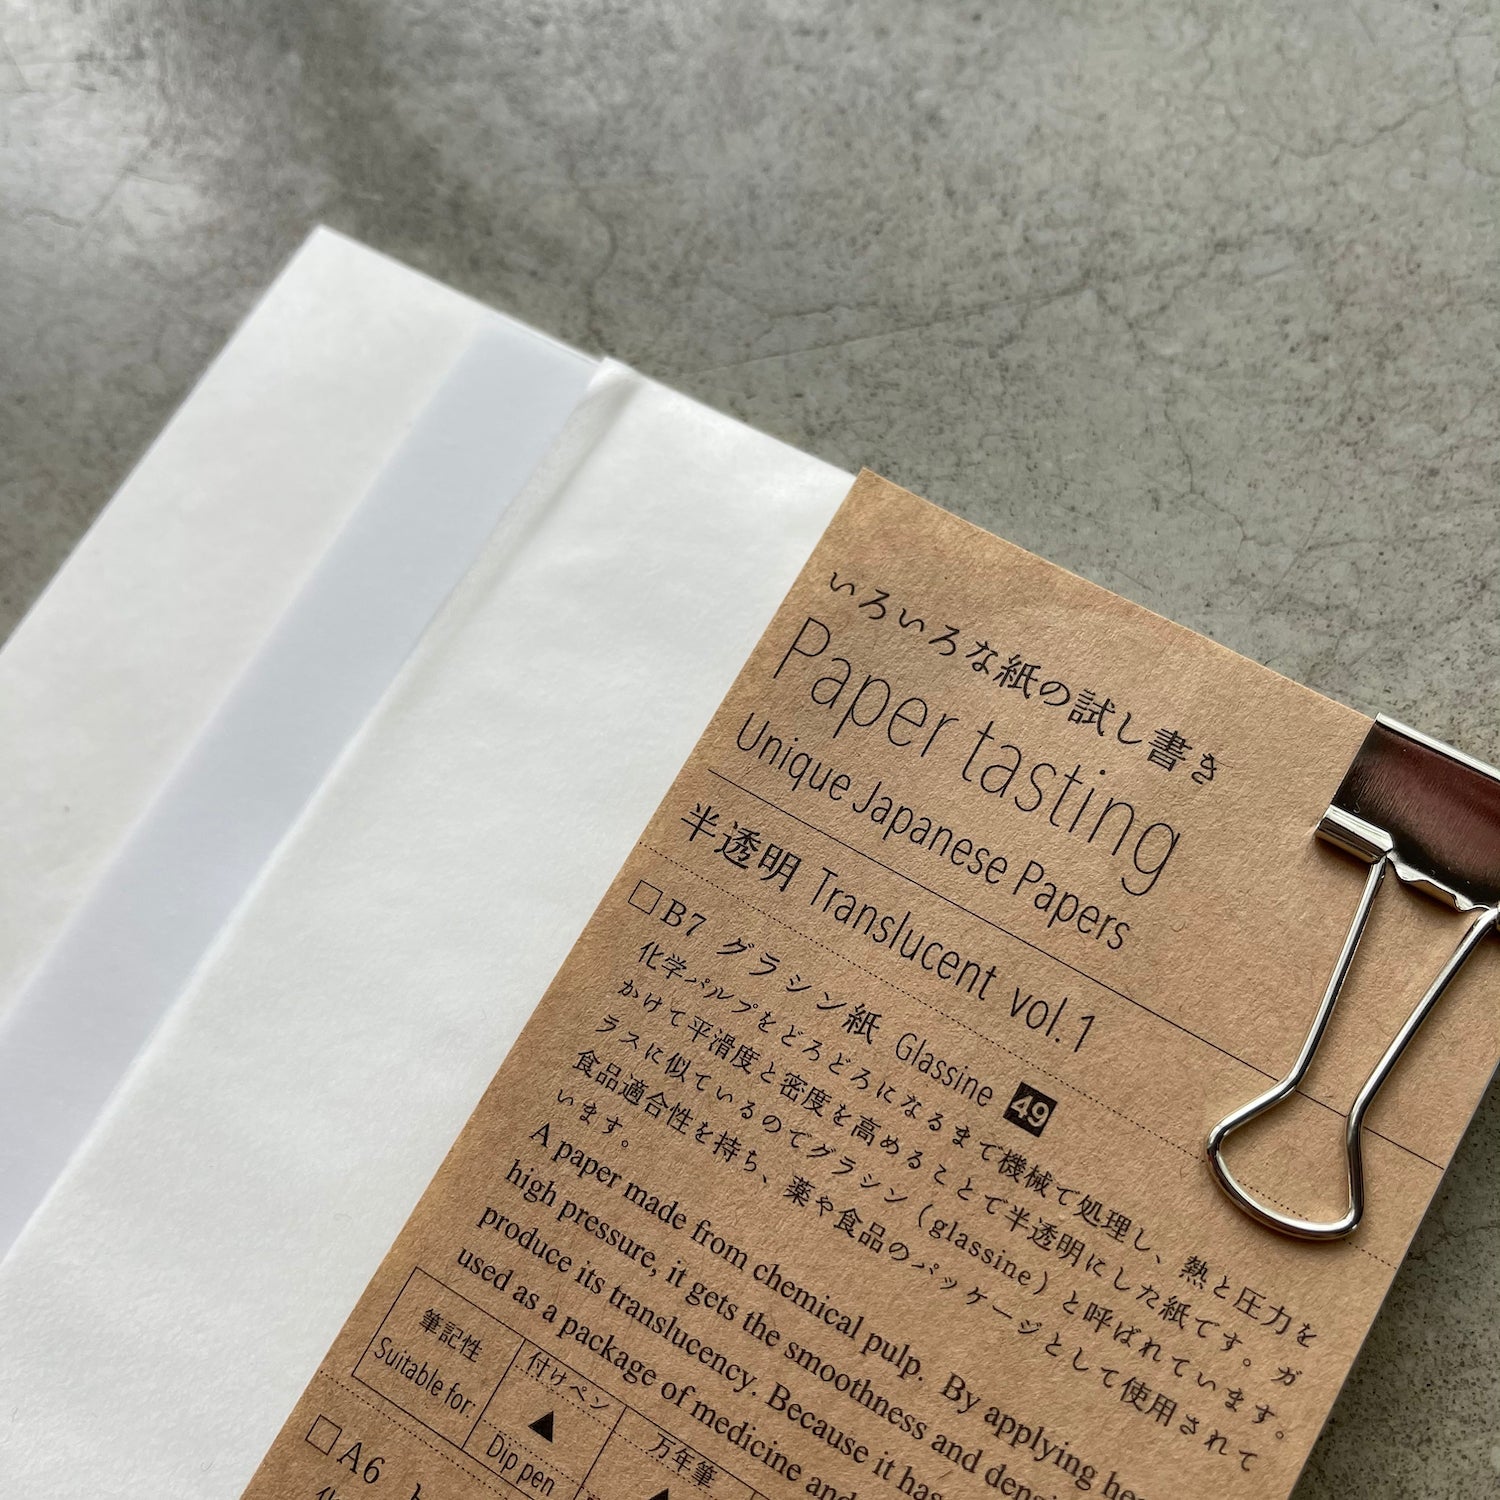 いろいろな紙の試し書き
Paper tasting
Unique Japanese Papers
半透明 Translucent vol.1
□B7 グラシン紙 Glassine 49
化学パルプをどろどろになるまで機械で処理し、熱と圧力を
かけて平滑度と密度を高めることで半透明にした紙です。ガ
ラスに似ているのでグラシン（glassine）と呼ばれています。
食品適合性を持ち、薬や食品のパッケージとして使用されて
います。
A paper made from chemical pulp. By applying
high pressure, it gets the smoothness and
produce its translucency. Because it has
used as a package of medicine and
筆記性 付けペン ▲ 万年筆
Suitable for Dip pen
□A6